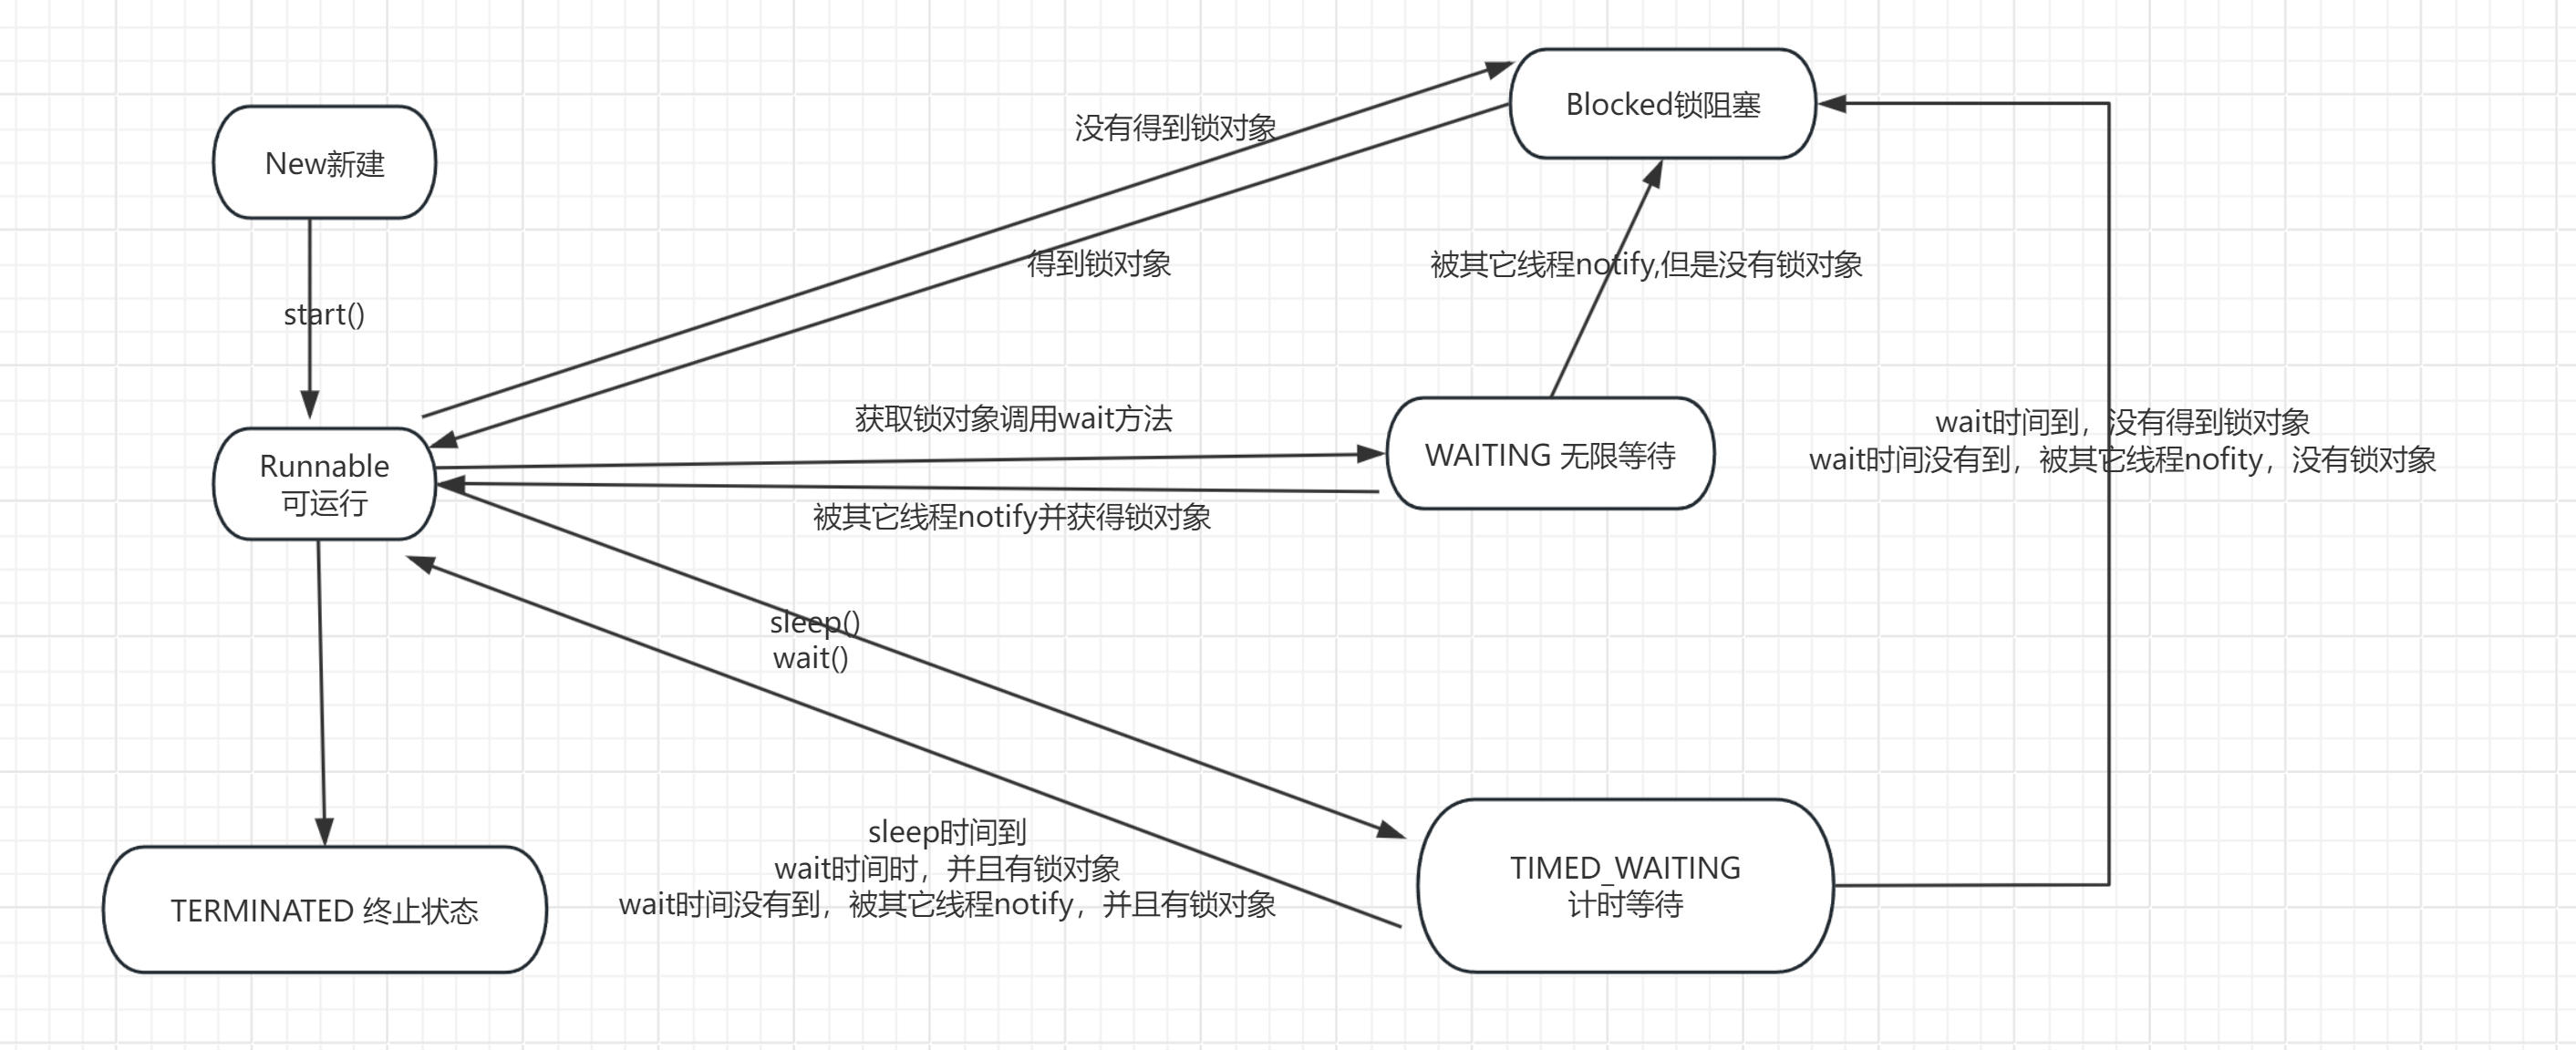 Blocked锁阻塞
没有得到锁对象
New新建
得到锁对象
被其它线程notify,但是没有锁对象
start()
获取锁对象调用wait方法
wait时间到，没有得到锁对象
wait时间没有到，被其它线程nofity，没有锁对象
Runnable
可运行
WAITING 无限等待
被其它线程notify并获得锁对象
sleep()
wait()
sleep时间到
wait时间时，并且有锁对象
wait时间没有到，被其它线程notify，并且有锁对象
TIMED_WAITING
计时等待
TERMINATED 终止状态